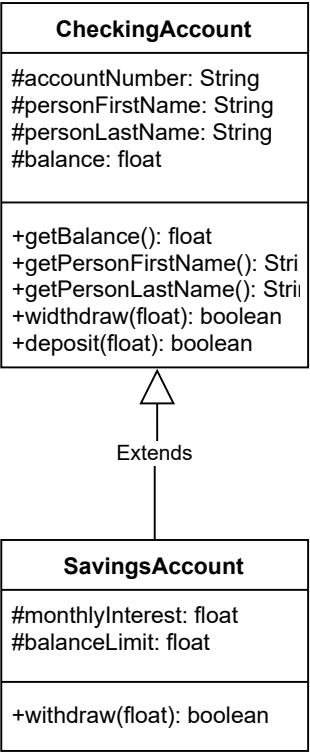 CheckingAccount
#accountNumber: String
#personFirstName: String
#personLastName: String
#balance: float
+getBalance(): float
+getPersonFirstName(): Stri
+getPersonLastName(): Stri
+widthdraw(float): boolean
+deposit(float): boolean
Extends
SavingsAccount
#monthlyInterest: float
#balanceLimit: float
+withdraw(float): boolean